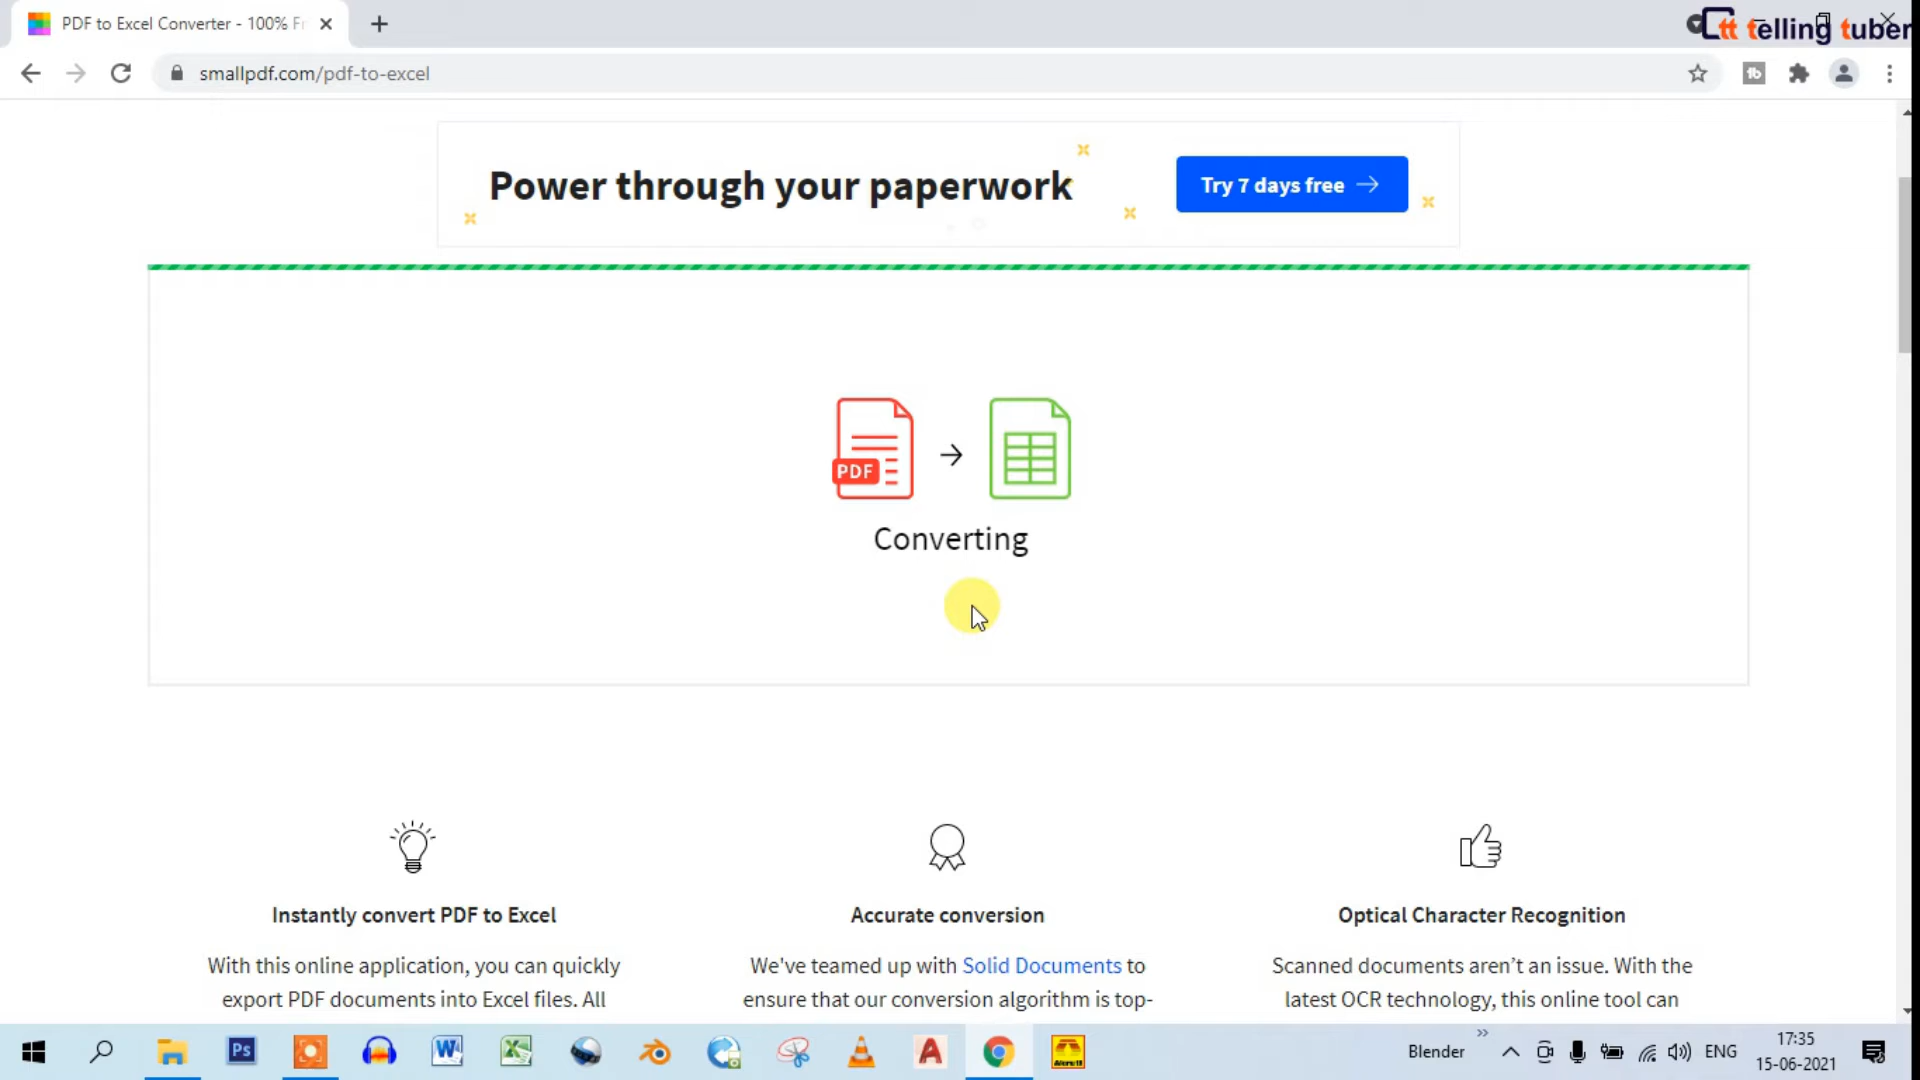 PDF to Excel Converter - 100% Fr
tt telling tuber
smallpdf.com/pdf-to-excel
Power through your paperwork
Try 7 days free
PDF
Converting
Instantly convert PDF to Excel
With this online application, you can quickly
export PDF documents into Excel files. All
Accurate conversion
We've teamed up with Solid Documents to
ensure that our conversion algorithm is top-
Optical Character Recognition
Scanned documents aren't an issue. With the
latest OCR technology, this online tool can
Ps
Blender
ENG
17:35
15-06-2021